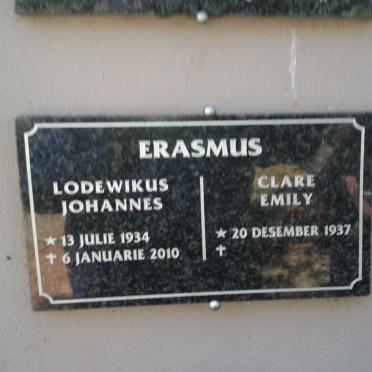 ERASMUS
LODEWIKUS
JOHANNES
★ 13 JULIE 1934
✝ 6 JANUARIE 2010
CLARE
EMILY
★ 20 DESEMBER 1937
✝